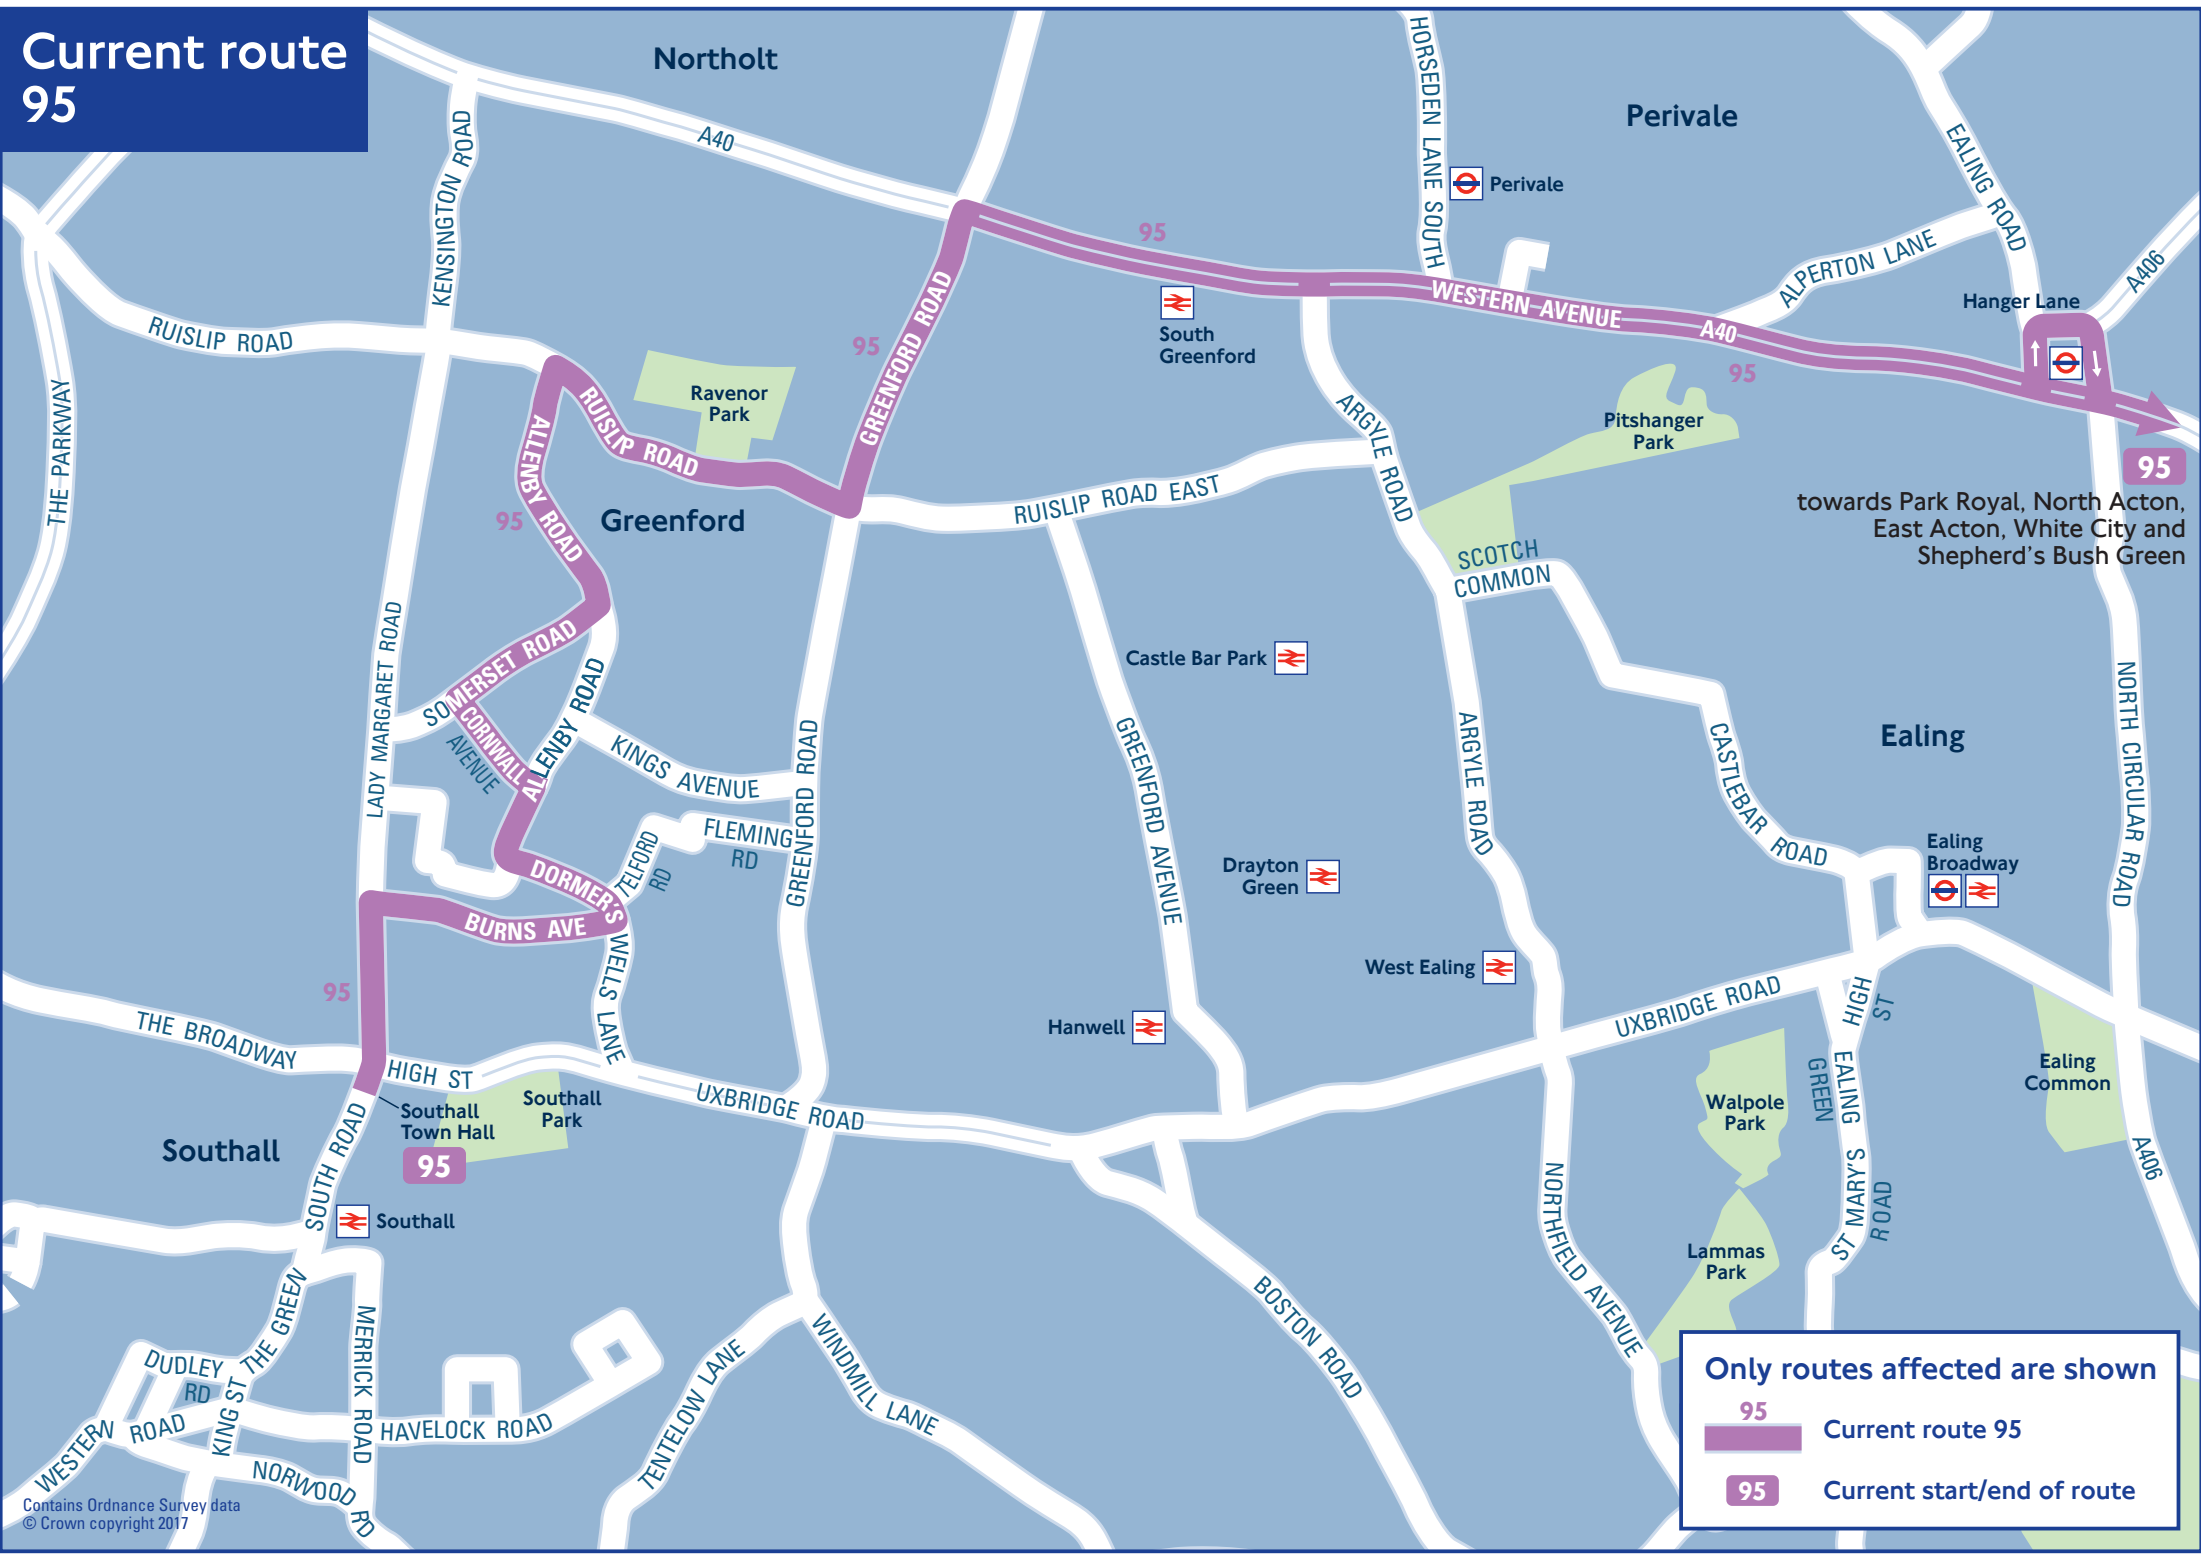 Current route
95
Northolt
Perivale
A40
HORSEDEN LANE SOUTH
Perivale
KENSINGTON ROAD
EALING ROAD
ALPERTON LANE
A406
Hanger Lane
95
WESTERN AVENUE
A40
95
South
Greenford
RUISLIP ROAD
THE PARKWAY
95
GREENFORD ROAD
Ravenor
Park
RUISLIP ROAD
ALLENBY ROAD
95
Greenford
ARGYLE ROAD
Pitshanger
Park
95
towards Park Royal, North Acton,
East Acton, White City and
Shepherd's Bush Green
RUISLIP ROAD EAST
SCOTCH
COMMON
LADY MARGARET ROAD
SOMERSET ROAD
CORNWALL
AVENUE
ALLENBY ROAD
KINGS AVENUE
GREENFORD ROAD
Castle Bar Park
GREENFORD AVENUE
ARGYLE ROAD
CASTLEBAR ROAD
Ealing
NORTH CIRCULAR ROAD
FLEMING
RD
TELFORD
RD
DORMER'S
WELLS LANE
BURNS AVE
Drayton
Green
Ealing
Broadway
West Ealing
95
Hanwell
THE BROADWAY
HIGH ST
UXBRIDGE ROAD
UXBRIDGE ROAD
HIGH
ST
Southall
Town Hall
95
Southall
Park
Southall
SOUTH ROAD
Southall
EALING
GREEN
Walpole
Park
Ealing
Common
ST MARY'S
ROAD
A406
Lammas
Park
NORTHFIELD AVENUE
BOSTON ROAD
THE GREEN
MERRICK ROAD
DUDLEY
RD
KING ST
WESTERN ROAD
HAVELOCK ROAD
NORWOOD RD
TENTELOW LANE
WINDMILL LANE
Contains Ordnance Survey data
© Crown copyright 2017
Only routes affected are shown
95
Current route 95
95
Current start/end of route